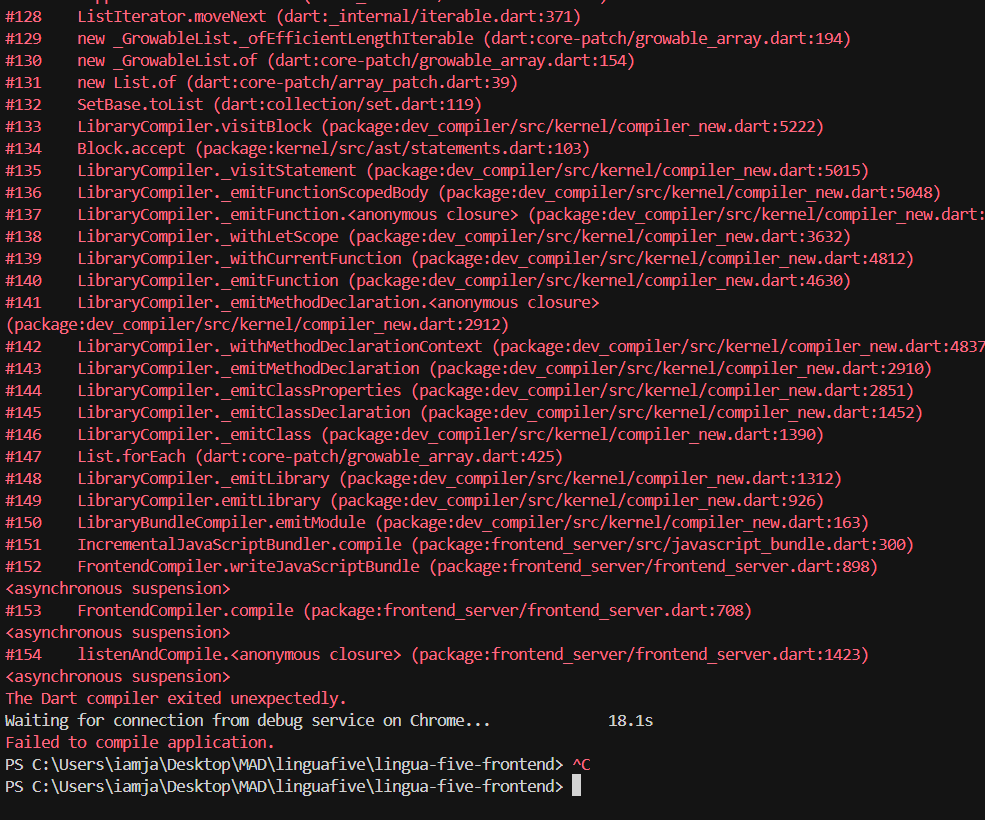 #128    ListIterator.moveNext (dart:_internal/iterable.dart:371)
#129    new _GrowableList._ofEfficientLengthIterable (dart:core-patch/growable_array.dart:194)
#130    new _GrowableList.of (dart:core-patch/growable_array.dart:154)
#131    new List.of (dart:core-patch/array_patch.dart:39)
#132    SetBase.toList (dart:collection/set.dart:119)
#133    LibraryCompiler.visitBlock (package:dev_compiler/src/kernel/compiler_new.dart:5222)
#134    Block.accept (package:kernel/src/ast/statements.dart:103)
#135    LibraryCompiler._visitStatement (package:dev_compiler/src/kernel/compiler_new.dart:5015)
#136    LibraryCompiler._emitFunctionScopedBody (package:dev_compiler/src/kernel/compiler_new.dart:5048)
#137    LibraryCompiler._emitFunction.<anonymous closure> (package:dev_compiler/src/kernel/compiler_new.dart:
#138    LibraryCompiler._withLetScope (package:dev_compiler/src/kernel/compiler_new.dart:3632)
#139    LibraryCompiler._withCurrentFunction (package:dev_compiler/src/kernel/compiler_new.dart:4812)
#140    LibraryCompiler._emitFunction (package:dev_compiler/src/kernel/compiler_new.dart:4630)
#141    LibraryCompiler._emitMethodDeclaration.<anonymous closure>
(package:dev_compiler/src/kernel/compiler_new.dart:2912)
#142    LibraryCompiler._withMethodDeclarationContext (package:dev_compiler/src/kernel/compiler_new.dart:4837
#143    LibraryCompiler._emitMethodDeclaration (package:dev_compiler/src/kernel/compiler_new.dart:2910)
#144    LibraryCompiler._emitClassProperties (package:dev_compiler/src/kernel/compiler_new.dart:2851)
#145    LibraryCompiler._emitClassDeclaration (package:dev_compiler/src/kernel/compiler_new.dart:1452)
#146    LibraryCompiler._emitClass (package:dev_compiler/src/kernel/compiler_new.dart:1390)
#147    List.forEach (dart:core-patch/growable_array.dart:425)
#148    LibraryCompiler._emitLibrary (package:dev_compiler/src/kernel/compiler_new.dart:1312)
#149    LibraryCompiler.emitLibrary (package:dev_compiler/src/kernel/compiler_new.dart:926)
#150    LibraryBundleCompiler.emitModule (package:dev_compiler/src/kernel/compiler_new.dart:163)
#151    IncrementalJavaScriptBundler.compile (package:frontend_server/src/javascript_bundle.dart:300)
#152    FrontendCompiler.writeJavaScriptBundle (package:frontend_server/frontend_server.dart:898)
<asynchronous suspension>
#153    FrontendCompiler.compile (package:frontend_server/frontend_server.dart:708)
<asynchronous suspension>
#154    listenAndCompile.<anonymous closure> (package:frontend_server/frontend_server.dart:1423)
<asynchronous suspension>
The Dart compiler exited unexpectedly.
Waiting for connection from debug service on Chrome...             18.1s
Failed to compile application.
PS C:\Users\iamja\Desktop\MAD\linguafive\lingua-five-frontend> ^C
PS C:\Users\iamja\Desktop\MAD\linguafive\lingua-five-frontend>